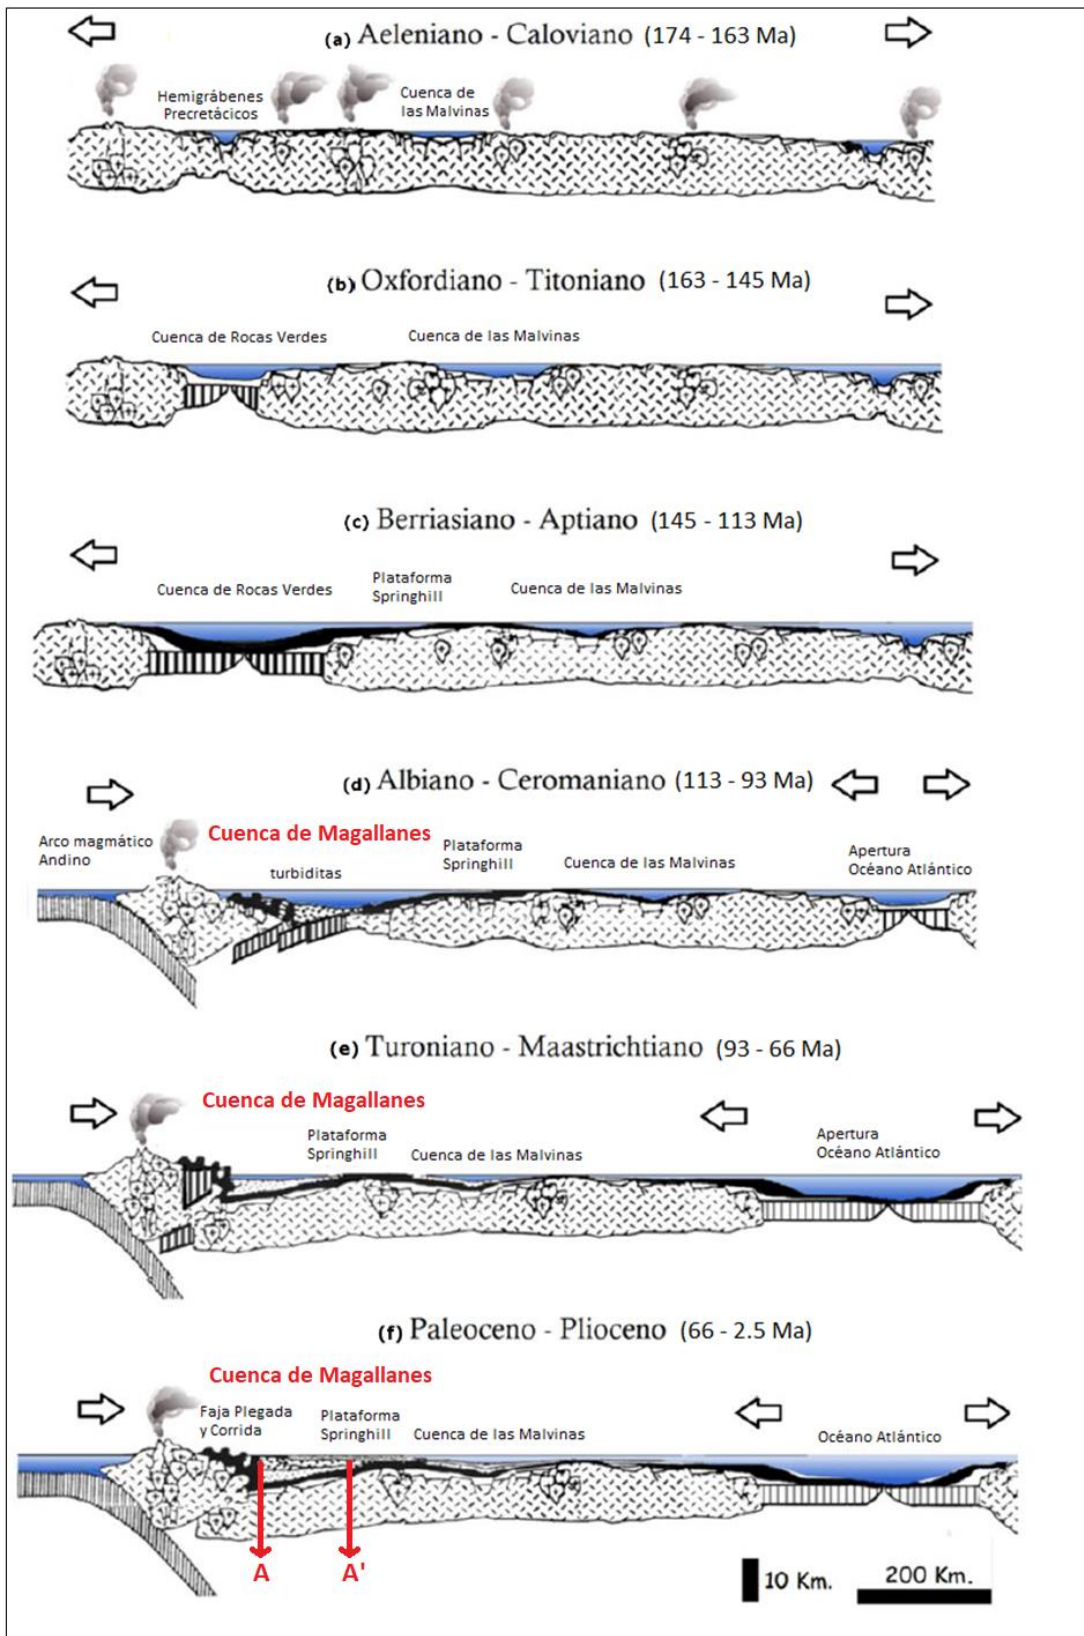 (a) Aeleniano - Caloviano (174 - 163 Ma)
Hemigrábenes
Precretácicos
Cuenca de
las Malvinas
(b) Oxfordiano - Titoniano (163 - 145 Ma)
Cuenca de Rocas Verdes
Cuenca de las Malvinas
(c) Berriasiano - Aptiano (145 - 113 Ma)
Cuenca de Rocas Verdes
Plataforma
Springhill
Cuenca de las Malvinas
(d) Albiano - Ceromaniano (113 - 93 Ma)
Arco magmático
Andino
Cuenca de Magallanes
turbiditas
Plataforma
Springhill
Cuenca de las Malvinas
Apertura
Océano Atlántico
(e) Turoniano - Maastrichtiano (93 - 66 Ma)
Cuenca de Magallanes
Plataforma
Springhill
Cuenca de las Malvinas
Apertura
Océano Atlántico
(f) Paleoceno - Plioceno (66 - 2.5 Ma)
Cuenca de Magallanes
Faja Plegada
y Corrida
Plataforma
Springhill
Cuenca de las Malvinas
Océano Atlántico
A
A'
10 Km.
200 Km.